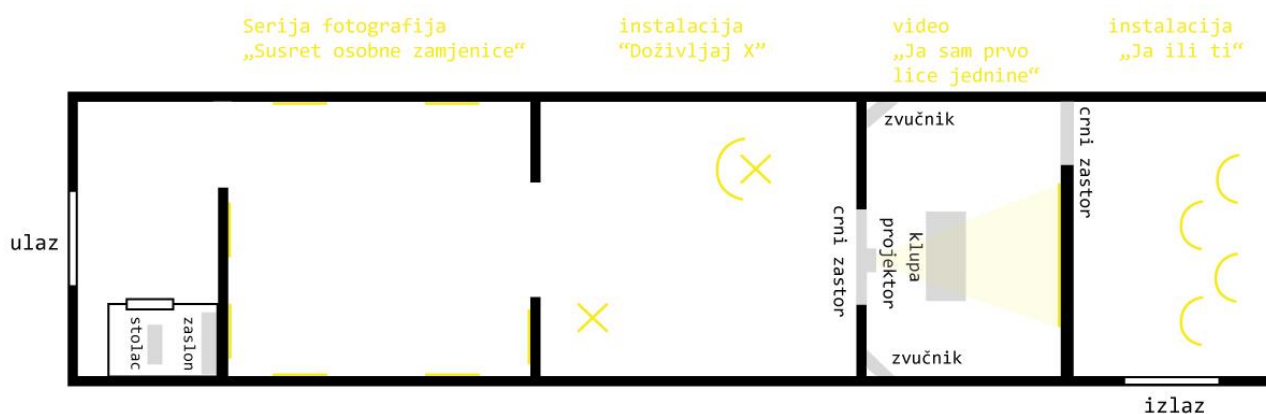 Serija fotografija
„Susret osobne zamjenice“
instalacija
“Doživljaj X”
video
„Ja sam prvo
lice jednine“
instalacija
„Ja ili ti“
ulaz
stolac
zaslon
crni zastor
zvučnik
projektor
klupa
zvučnik
crni zastor
izlaz